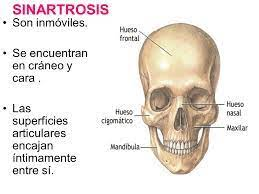 SINARTROSIS
• Son inmóviles.
• Se encuentran
en cráneo y
cara .
• Las
superficies
articulares
encajan
íntimamente
entre sí.
Hueso
frontal
Hueso
cigomático
Hueso
nasal
Maxilar
Mandíbula